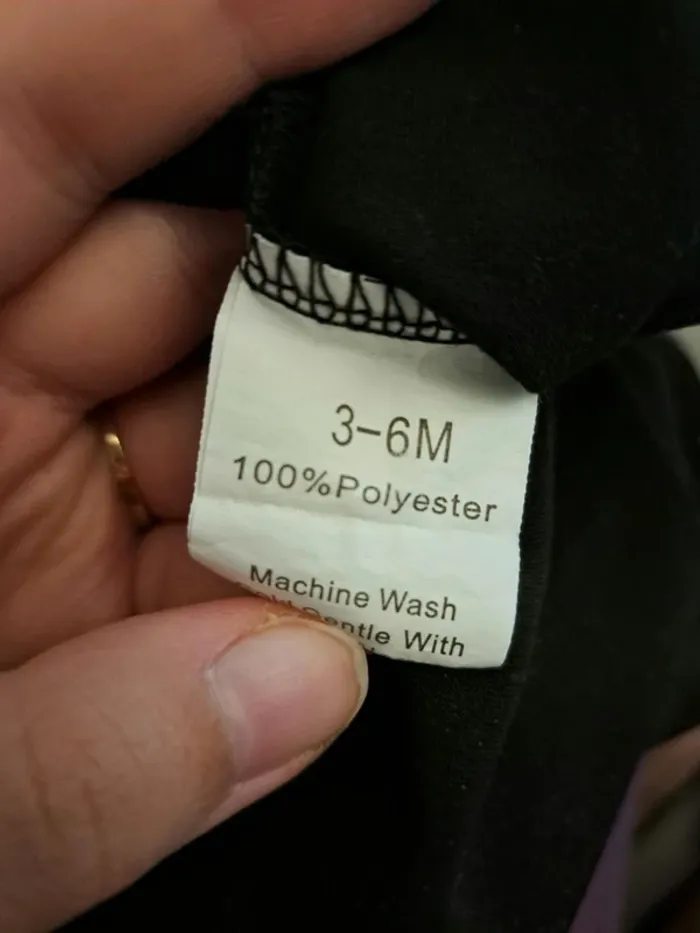 3-6M
100%Polyester
Machine Wash
Gentle With